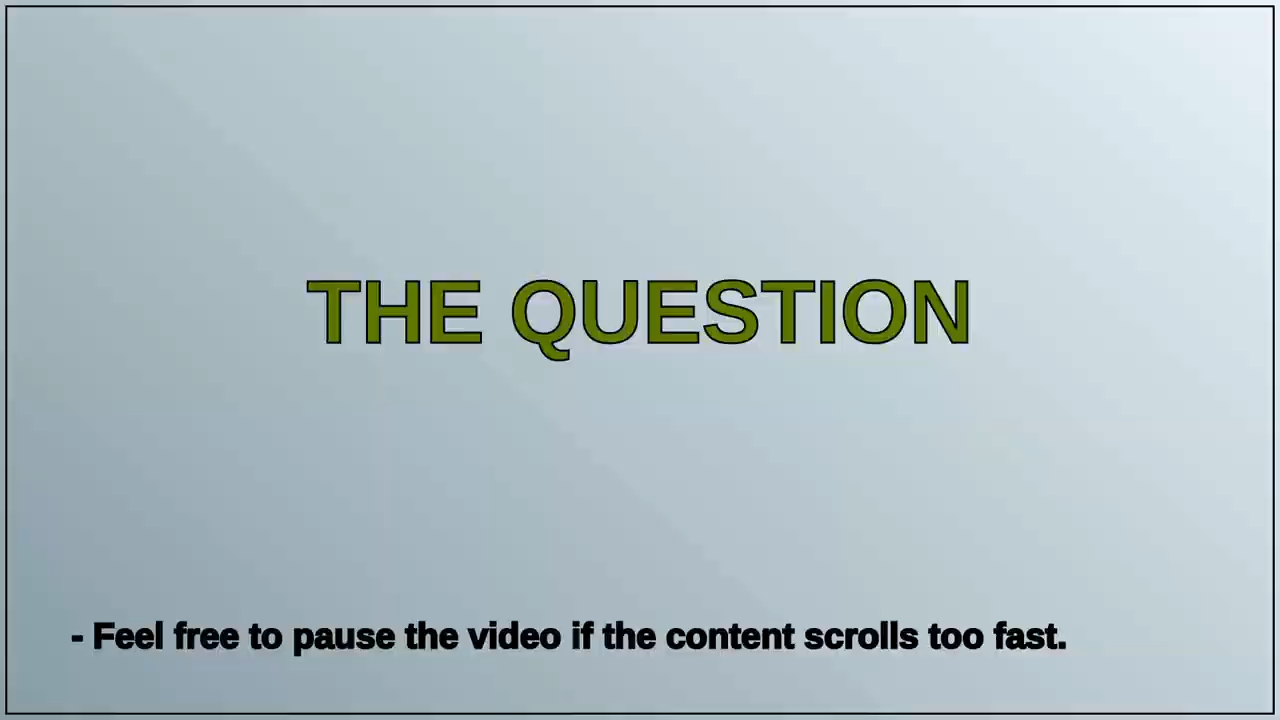 THE QUESTION
- Feel free to pause the video if the content scrolls too fast.